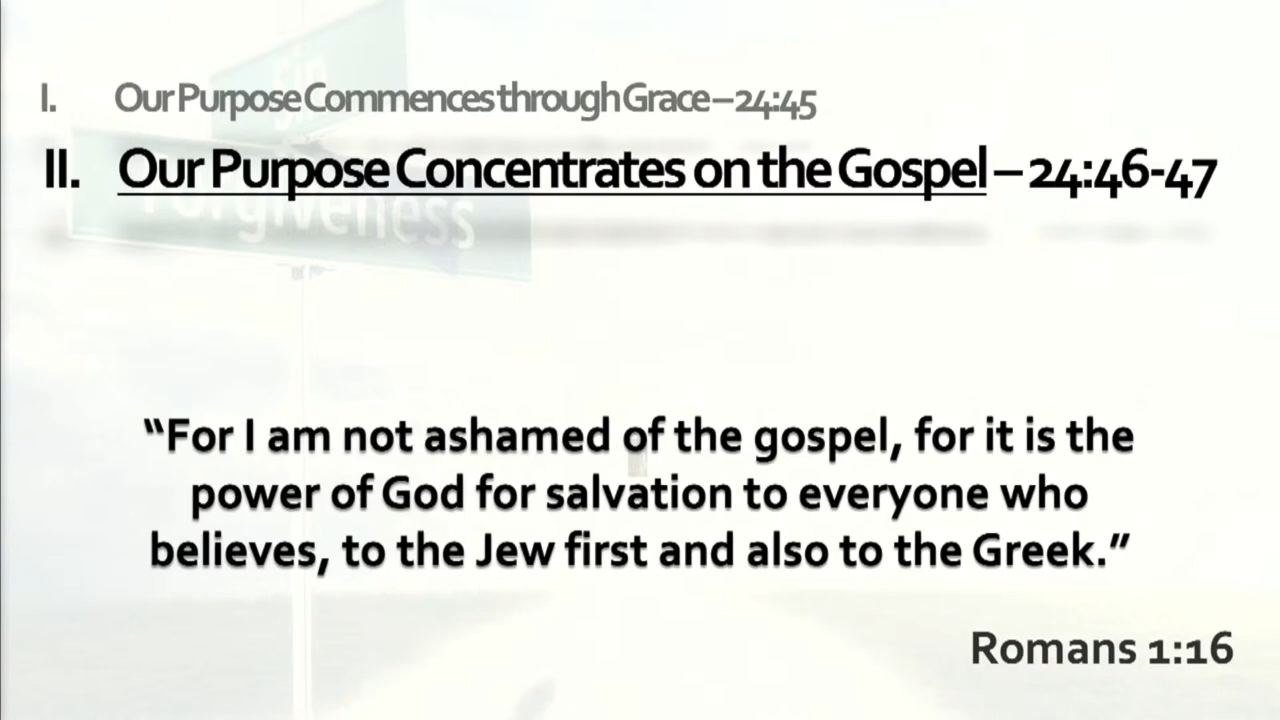 I. Our Purpose Commences through Grace – 24:45
II. Our Purpose Concentrates on the Gospel – 24:46-47
Sin
Forgiveness
“For I am not ashamed of the gospel, for it is the
power of God for salvation to everyone who
believes, to the Jew first and also to the Greek.”
Romans 1:16